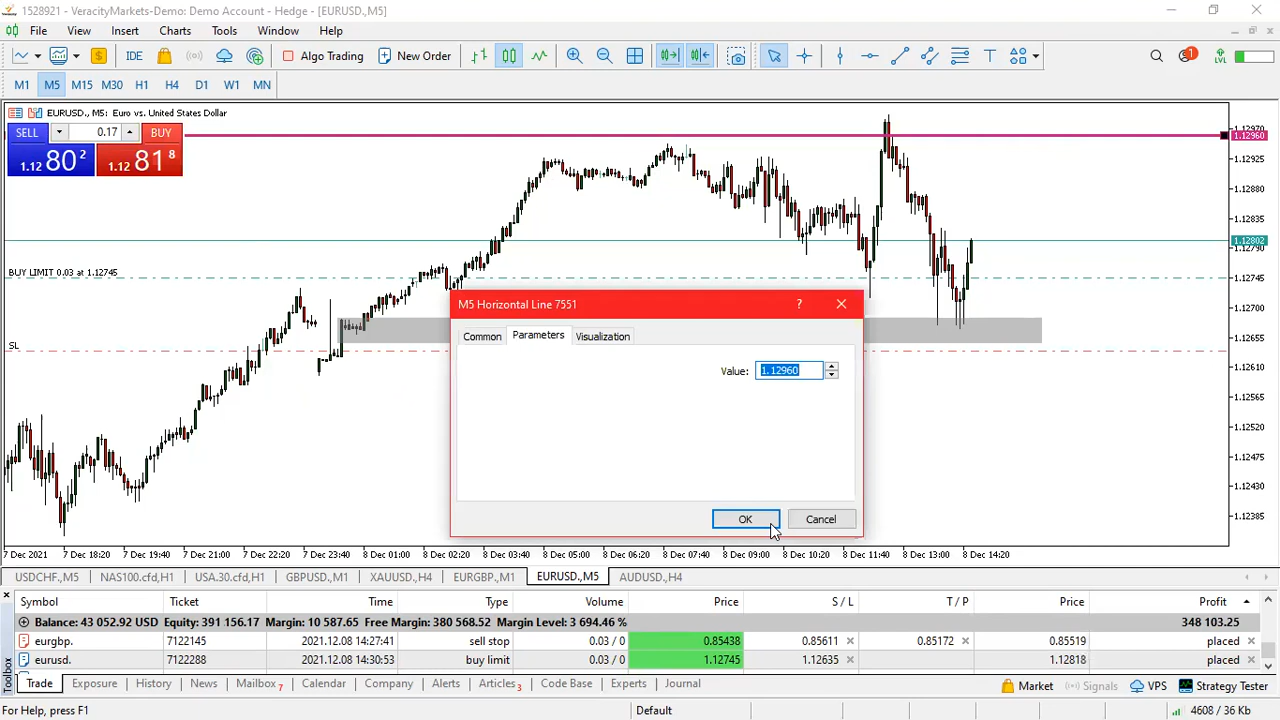 1528921 - VeracityMarkets-Demo: Demo Account - Hedge - [EURUSD.,M5]
File View Insert Charts Tools Window Help
IDE Algo Trading New Order 1 LVL
M1 M5 M15 M30 H1 H4 D1 W1 MN
EURUSD., M5: Euro vs. United States Dollar
SELL 0.17 BUY
1.12 80 2 1.12 81 8
1.12970
1.12960
1.12925
1.12880
1.12835
1.12802
1.12790
BUY LIMIT 0.03 at 1.12745
1.12745
1.12700
SL
1.12655
1.12610
1.12565
1.12520
1.12475
1.12430
1.12385
M5 Horizontal Line 7551 ?
Common Parameters Visualization
Value: 1.12960
OK Cancel
7 Dec 2021 7 Dec 18:20 7 Dec 19:40 7 Dec 21:00 7 Dec 22:20 7 Dec 23:40 8 Dec 01:00 8 Dec 02:20 8 Dec 03:40 8 Dec 05:00 8 Dec 06:20 8 Dec 07:40 8 Dec 09:00 8 Dec 10:20 8 Dec 11:40 8 Dec 13:00 8 Dec 14:20
USDCHF.,M5 NAS100.cfd,H1 USA.30.cfd,H1 GBPUSD.,M1 XAUUSD.,H4 EURGBP.,M1 EURUSD.,M5 AUDUSD.,H4
Symbol Ticket Time Type Volume Price S / L T / P Price Profit
Balance: 43 052.92 USD Equity: 391 156.17 Margin: 10 587.65 Free Margin: 380 568.52 Margin Level: 3 694.46 % 348 103.25
eurgbp. 7122145 2021.12.08 14:27:41 sell stop 0.03 / 0 0.85438 0.85611 0.85172 0.85519 placed
eurusd. 7122288 2021.12.08 14:30:53 buy limit 0.03 / 0 1.12745 1.12635 1.12818 placed
Toolbox
Trade Exposure History News Mailbox 7 Calendar Company Alerts Articles 3 Code Base Experts Journal Market Signals VPS Strategy Tester
For Help, press F1 Default 4608 / 36 Kb